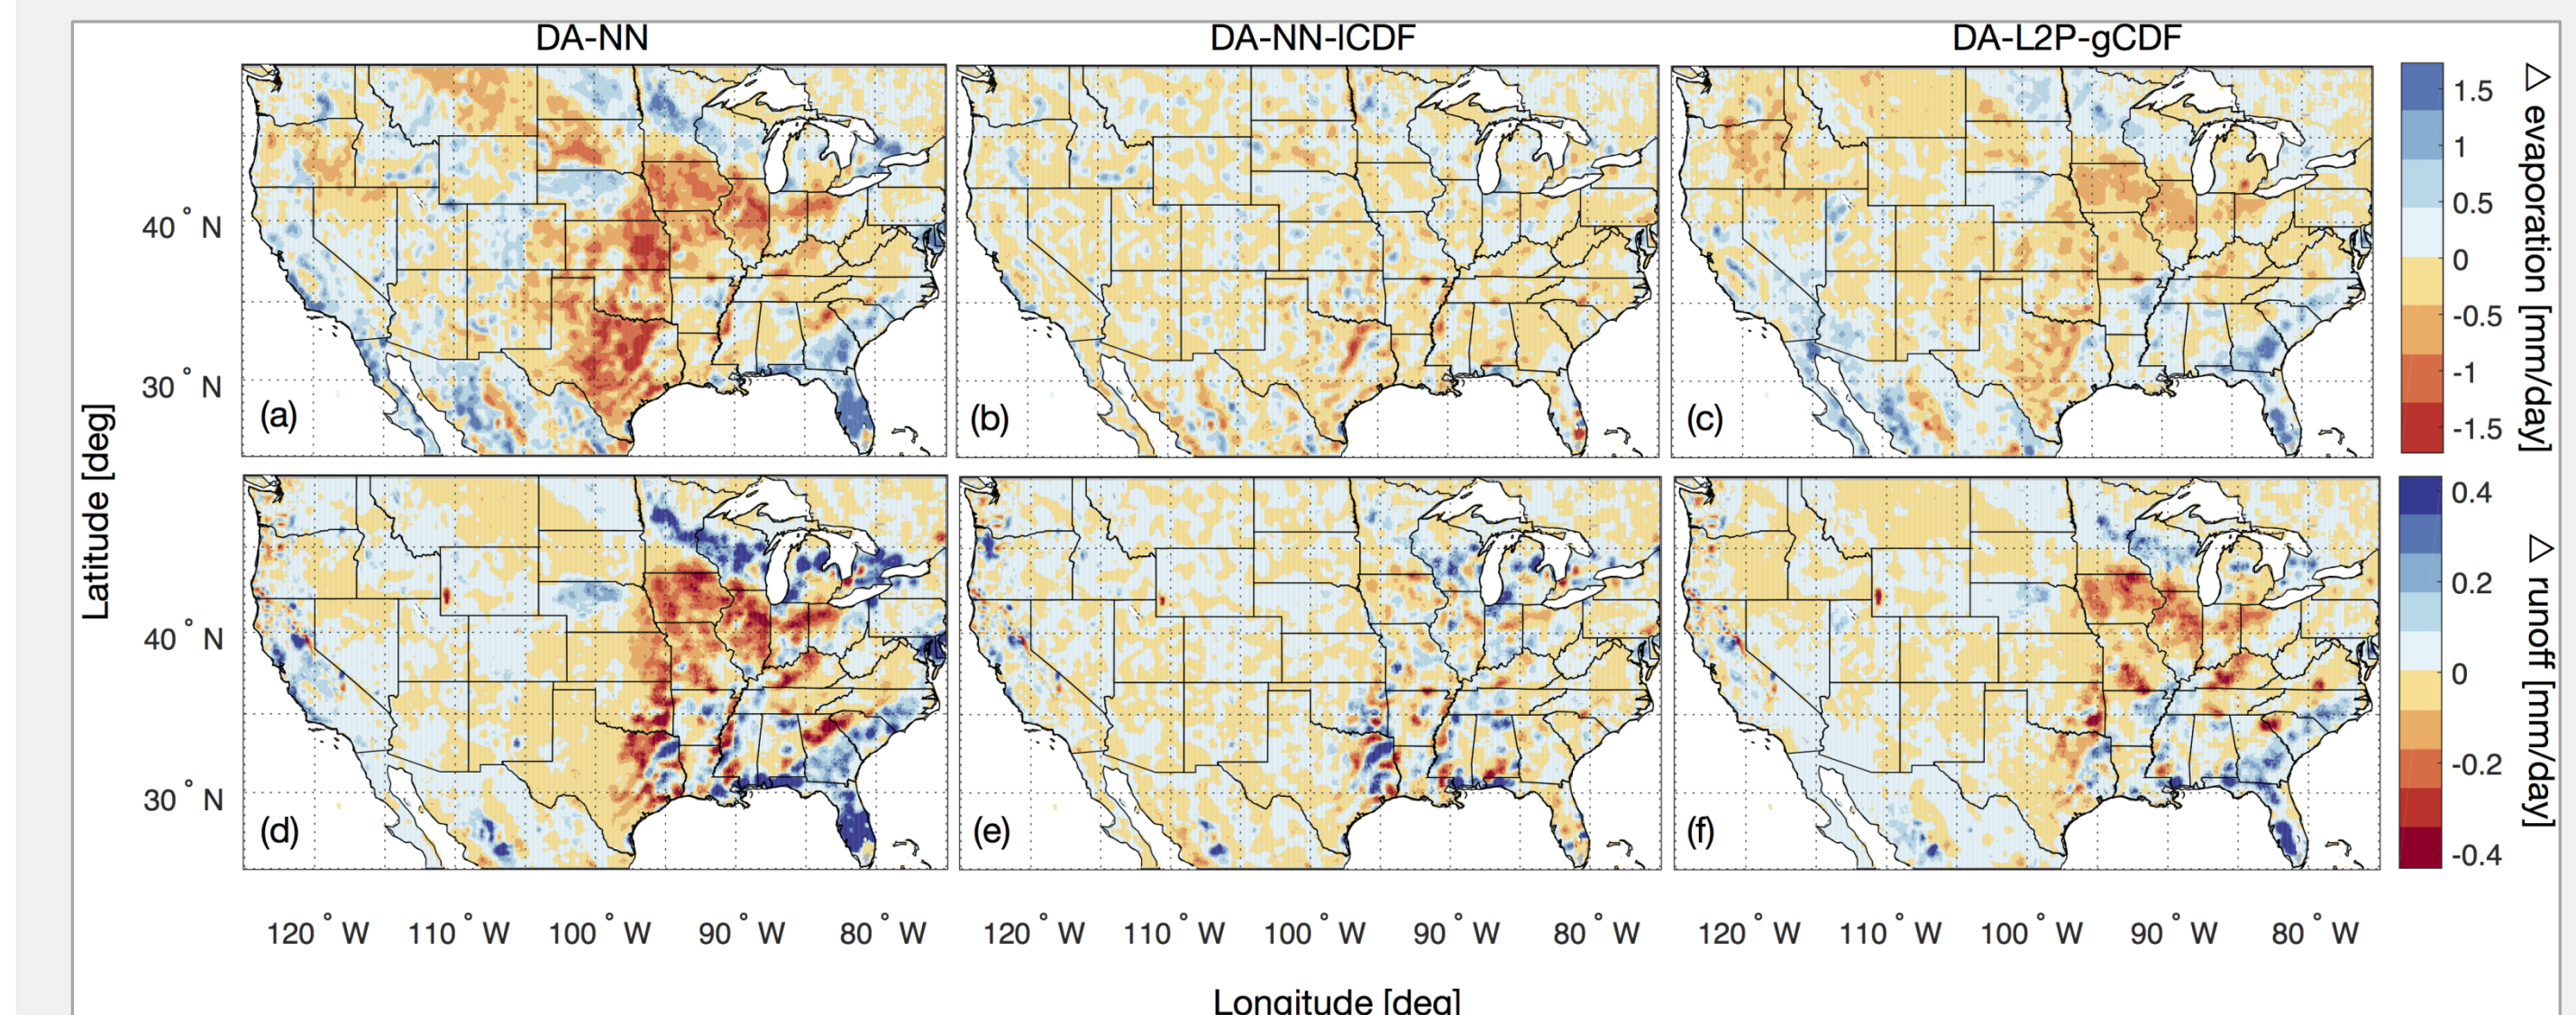 DA-NN
DA-NN-lCDF
DA-L2P-gCDF
40 ° N
30 ° N
(a)
(b)
(c)
1.5
1
0.5
0
-0.5
-1
-1.5
△ evaporation [mm/day]
Latitude [deg]
40 ° N
30 ° N
(d)
(e)
(f)
0.4
0.2
0
-0.2
-0.4
△ runoff [mm/day]
120 ° W 110 ° W 100 ° W 90 ° W 80 ° W
120 ° W 110 ° W 100 ° W 90 ° W 80 ° W
120 ° W 110 ° W 100 ° W 90 ° W 80 ° W
Longitude [deg]